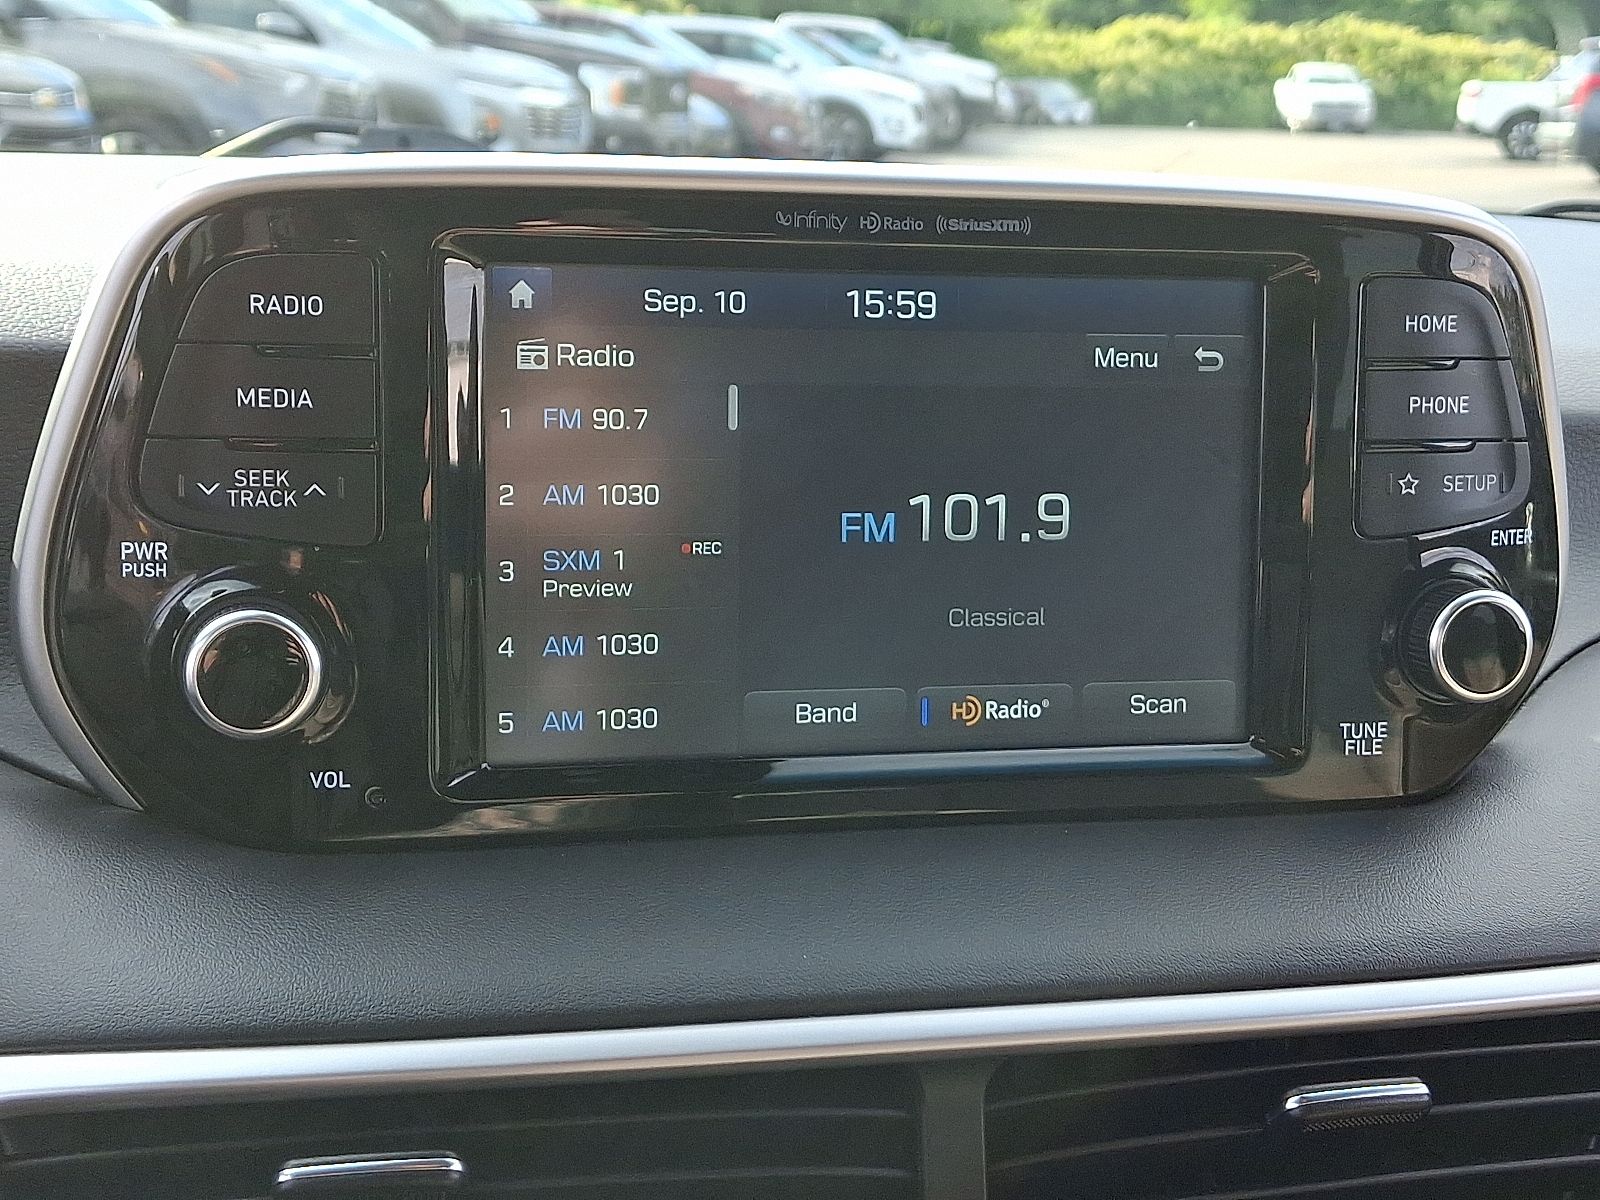 Infinity HD Radio SiriusXM
RADIO
MEDIA
SEEK
TRACK
PWR
PUSH
VOL
Sep. 10 15:59
Radio
Menu
1 FM 90.7
2 AM 1030
3 SXM 1 REC
Preview
4 AM 1030
5 AM 1030
FM 101.9
Classical
Band
HD Radio®
Scan
HOME
PHONE
SETUP
ENTER
TUNE
FILE